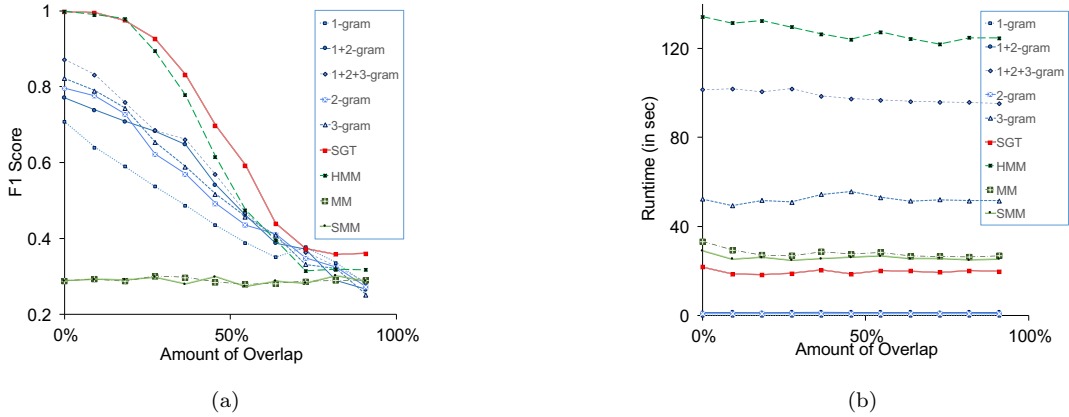 1
0.8
0.6
0.4
0.2
F1 Score
0%
50%
100%
Amount of Overlap
1-gram
1+2-gram
1+2+3-gram
2-gram
3-gram
SGT
HMM
MM
SMM
(a)
120
80
40
0
Runtime (in sec)
0%
50%
100%
Amount of Overlap
1-gram
1+2-gram
1+2+3-gram
2-gram
3-gram
SGT
HMM
MM
SMM
(b)